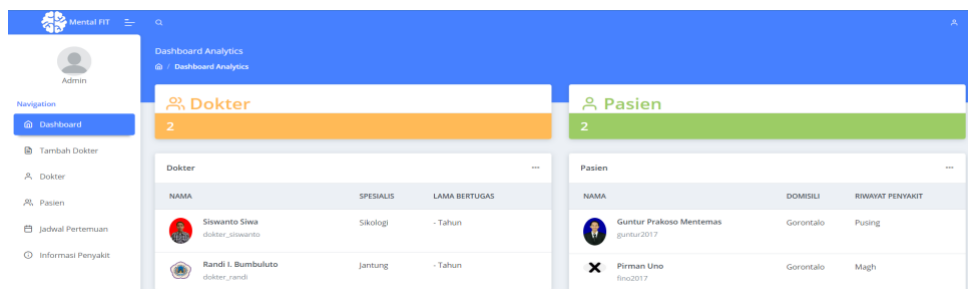 Mental FIT
Admin
Navigation
Dashboard
Tambah Dokter
Dokter
Pasien
Jadwal Pertemuan
Informasi Penyakit
Dashboard Analytics
/ Dashboard Analytics
Dokter
2
Pasien
2
Dokter ...
NAMA SPESIALIS LAMA BERTUGAS
Siswanto Siwa Sikologi - Tahun
dokter_siswanto
Randi I. Bumbuluto Jantung - Tahun
dokter_randi
Pasien ...
NAMA DOMISILI RIWAYAT PENYAKIT
Guntur Prakoso Mentemas Gorontalo Pusing
guntur2017
Pirman Uno Gorontalo Magh
fino2017